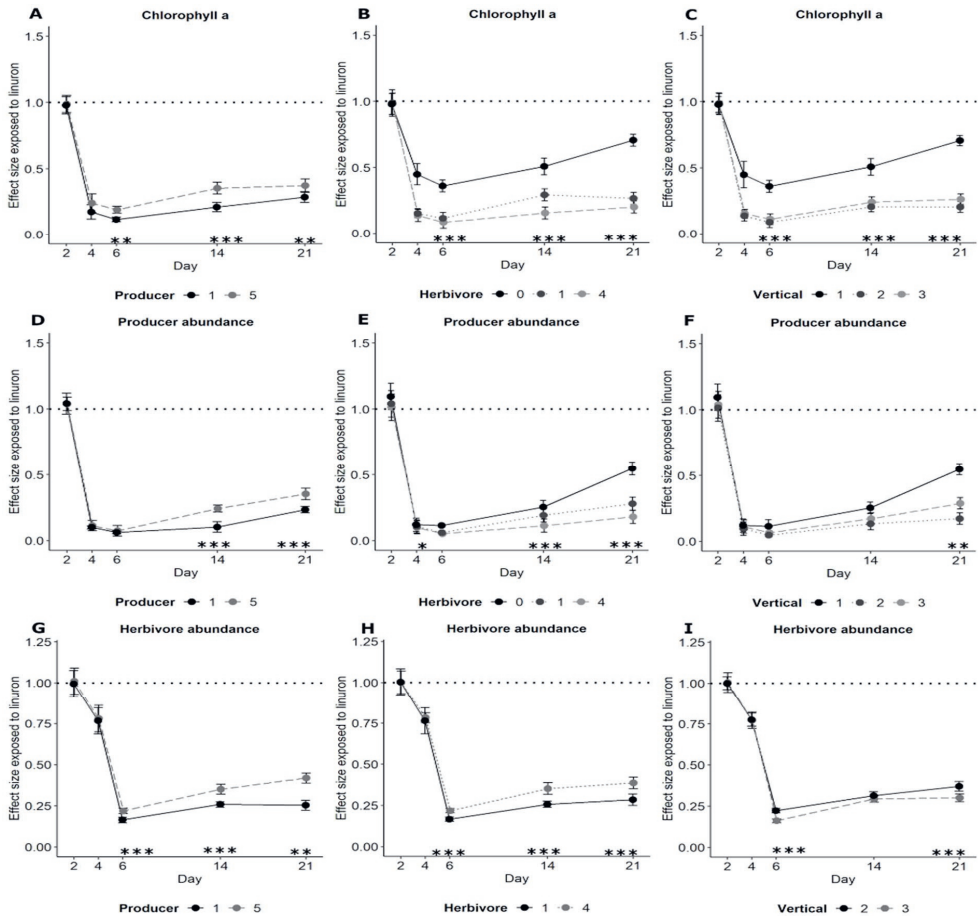 A Chlorophyll a
B Chlorophyll a
C Chlorophyll a
Effect size exposed to linuron
1.5
1.0
0.5
0.0
2 4 6 14 21
** *** **
Day
Producer 1 5
Effect size exposed to linuron
1.5
1.0
0.5
0.0
2 4 6 14 21
*** *** ***
Day
Herbivore 0 1 4
Effect size exposed to linuron
1.5
1.0
0.5
0.0
2 4 6 14 21
*** *** ***
Day
Vertical 1 2 3
D Producer abundance
E Producer abundance
F Producer abundance
Effect size exposed to linuron
1.5
1.0
0.5
0.0
2 4 6 14 21
*** ***
Day
Producer 1 5
Effect size exposed to linuron
1.5
1.0
0.5
0.0
2 4 6 14 21
* *** ***
Day
Herbivore 0 1 4
Effect size exposed to linuron
1.5
1.0
0.5
0.0
2 4 6 14 21
**
Day
Vertical 1 2 3
G Herbivore abundance
H Herbivore abundance
I Herbivore abundance
Effect size exposed to linuron
1.25
1.00
0.75
0.50
0.25
0.00
2 4 6 14 21
*** *** **
Day
Producer 1 5
Effect size exposed to linuron
1.25
1.00
0.75
0.50
0.25
0.00
2 4 6 14 21
*** *** ***
Day
Herbivore 1 4
Effect size exposed to linuron
1.25
1.00
0.75
0.50
0.25
0.00
2 4 6 14 21
*** ***
Day
Vertical 2 3